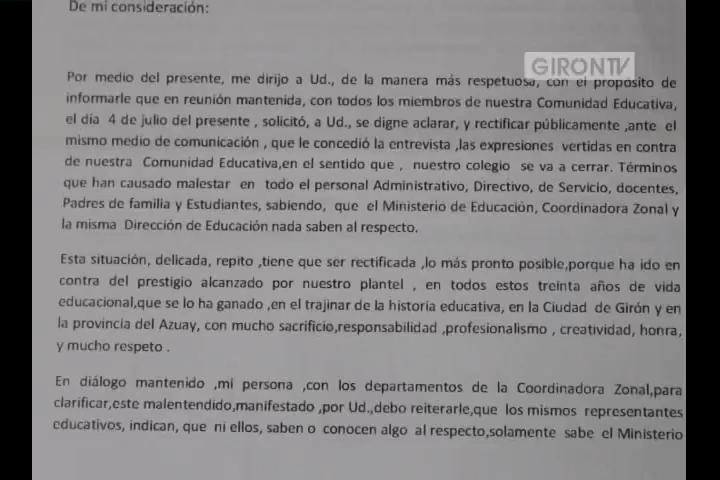 De mi consideración:
GIRONTV
Por medio del presente, me dirijo a Ud., de la manera más respetuosa, con el propósito de
informarle que en reunión mantenida, con todos los miembros de nuestra Comunidad Educativa,
el día 4 de julio del presente , solicitó, a Ud., se digne aclarar, y rectificar públicamente ,ante el
mismo medio de comunicación , que le concedió la entrevista ,las expresiones vertidas en contra
de nuestra Comunidad Educativa,en el sentido que , nuestro colegio se va a cerrar. Términos
que han causado malestar en todo el personal Administrativo, Directivo, de Servicio, docentes,
Padres de familia y Estudiantes, sabiendo, que el Ministerio de Educación, Coordinadora Zonal y
la misma Dirección de Educación nada saben al respecto.
Esta situación, delicada, repito ,tiene que ser rectificada ,lo más pronto posible,porque ha ido en
contra del prestigio alcanzado por nuestro plantel , en todos estos treinta años de vida
educacional,que se lo ha ganado ,en el trajinar de la historia educativa, en la Ciudad de Girón y en
la provincia del Azuay, con mucho sacrificio,responsabilidad ,profesionalismo , creatividad, honra,
y mucho respeto .
En diálogo mantenido ,mi persona ,con los departamentos de la Coordinadora Zonal,para
clarificar,este malentendido,manifestado ,por Ud.,debo reiterarle,que los mismos representantes
educativos, indican, que ni ellos, saben o conocen algo al respecto,solamente sabe el Ministerio